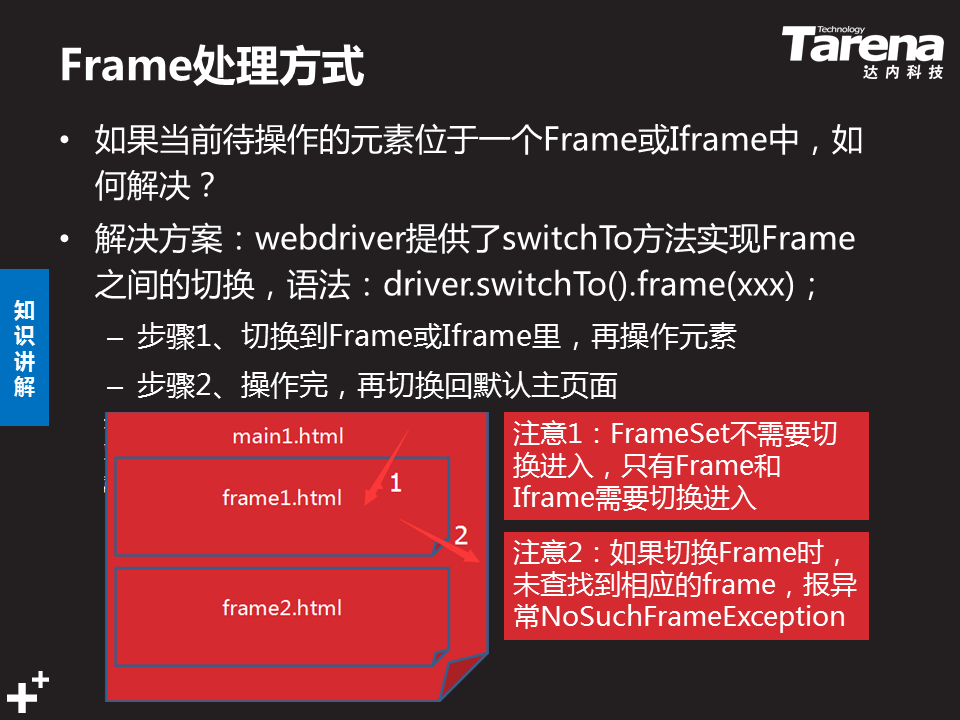 Frame处理方式
Technology
Tarena
达内科技
• 如果当前待操作的元素位于一个Frame或Iframe中，如
何解决？
• 解决方案：webdriver提供了switchTo方法实现Frame
之间的切换，语法：driver.switchTo().frame(xxx)；
– 步骤1、切换到Frame或Iframe里，再操作元素
– 步骤2、操作完，再切换回默认主页面
知
识
讲
解
main1.html
1
frame1.html
2
frame2.html
注意1：FrameSet不需要切
换进入，只有Frame和
Iframe需要切换进入
注意2：如果切换Frame时，
未查找到相应的frame，报异
常NoSuchFrameException